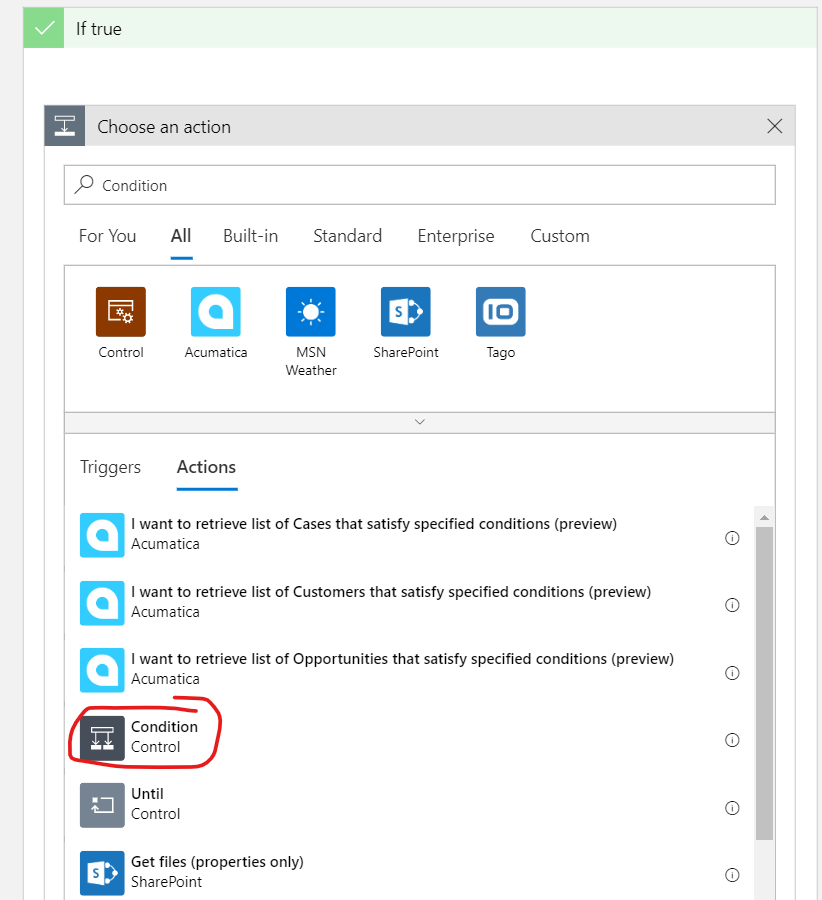 If true
Choose an action
Condition
For You All Built-in Standard Enterprise Custom
Control Acumatica MSN Weather SharePoint Tago
Triggers Actions
I want to retrieve list of Cases that satisfy specified conditions (preview)
Acumatica
I want to retrieve list of Customers that satisfy specified conditions (preview)
Acumatica
I want to retrieve list of Opportunities that satisfy specified conditions (preview)
Acumatica
Condition
Control
Until
Control
Get files (properties only)
SharePoint